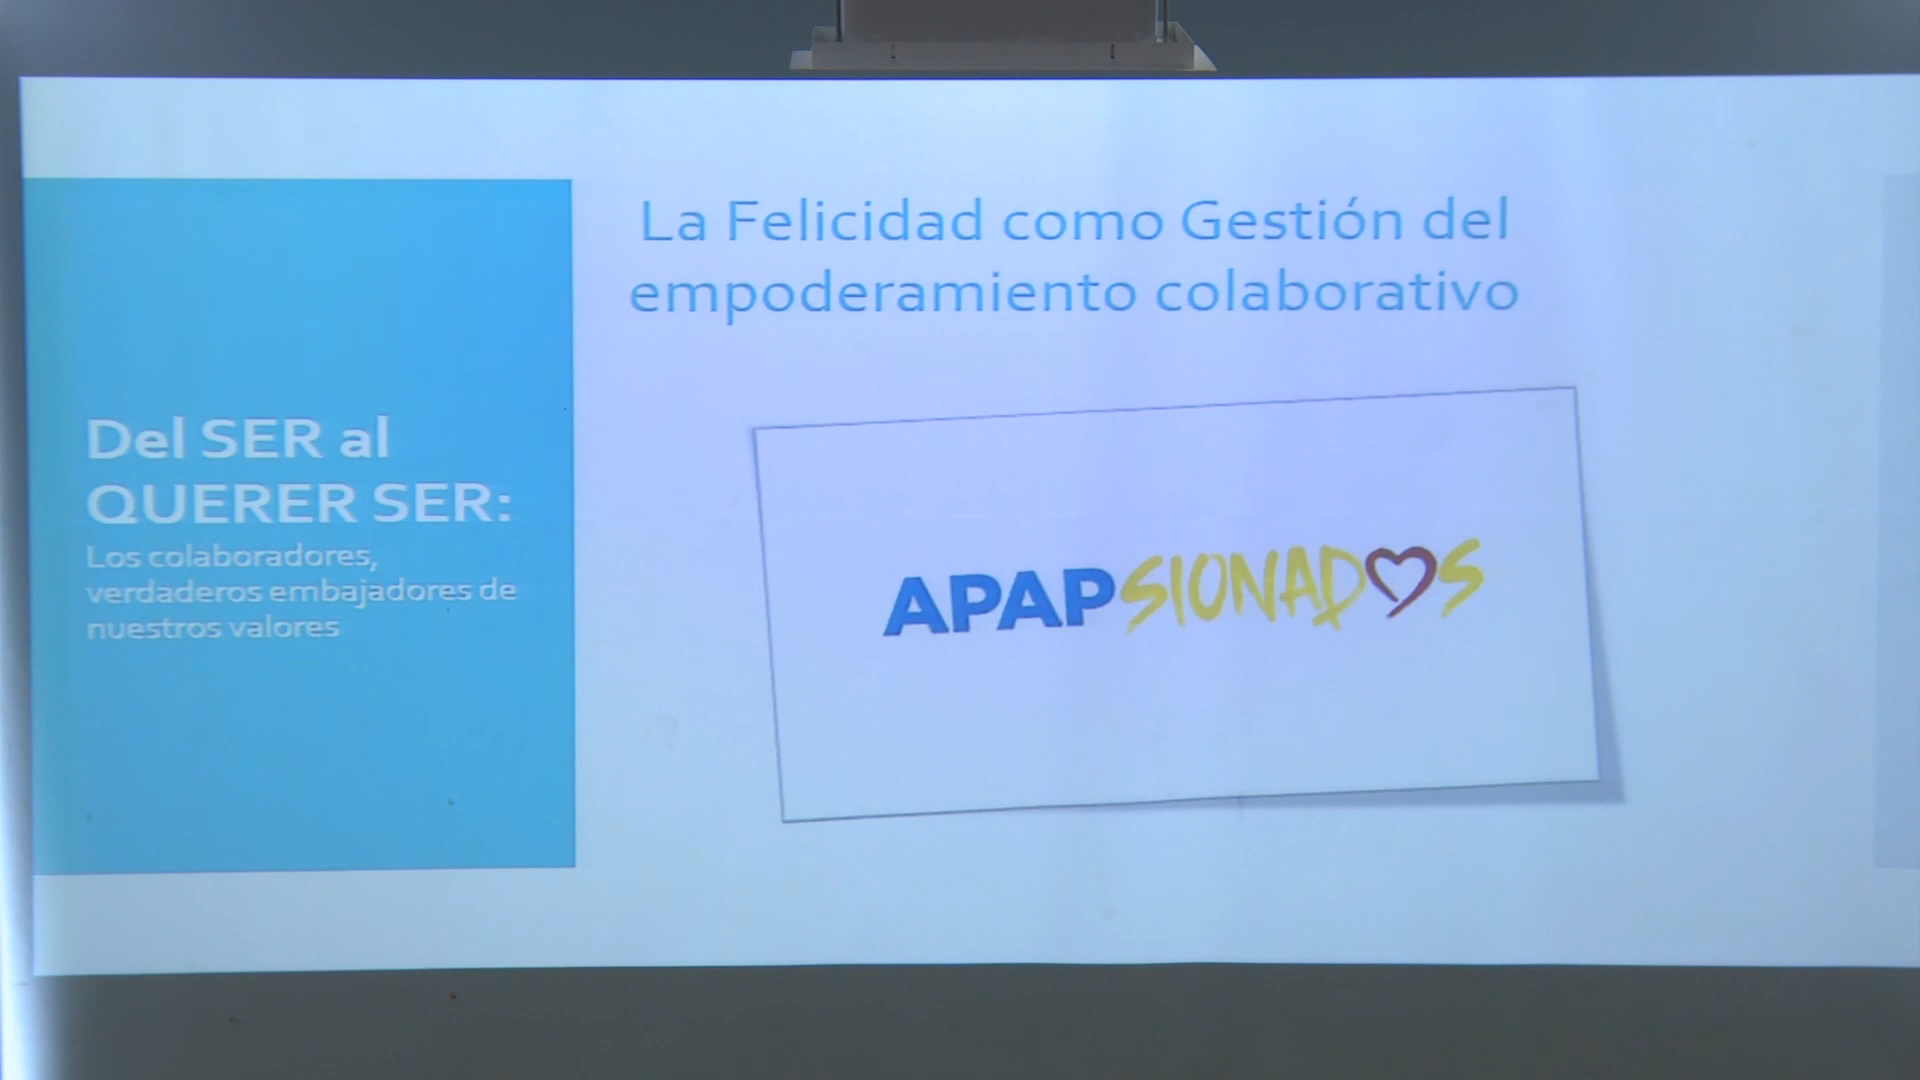 La Felicidad como Gestión del
empoderamiento colaborativo
Del SER al
QUERER SER:
Los colaboradores,
verdaderos embajadores de
nuestros valores
APAPSIONADOS